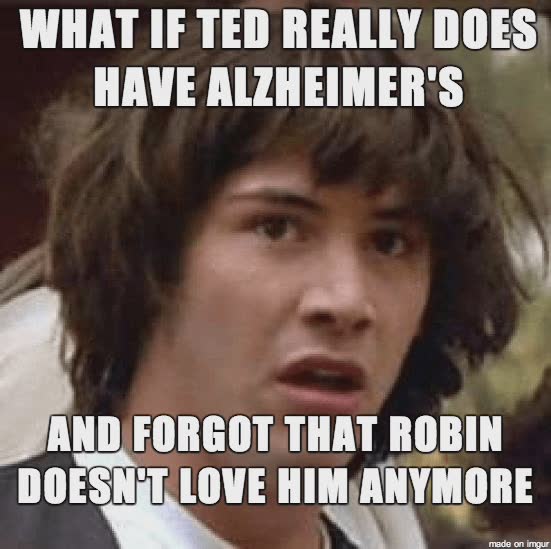 WHAT IF TED REALLY DOES
HAVE ALZHEIMER'S
AND FORGOT THAT ROBIN
DOESN'T LOVE HIM ANYMORE
made on imgur